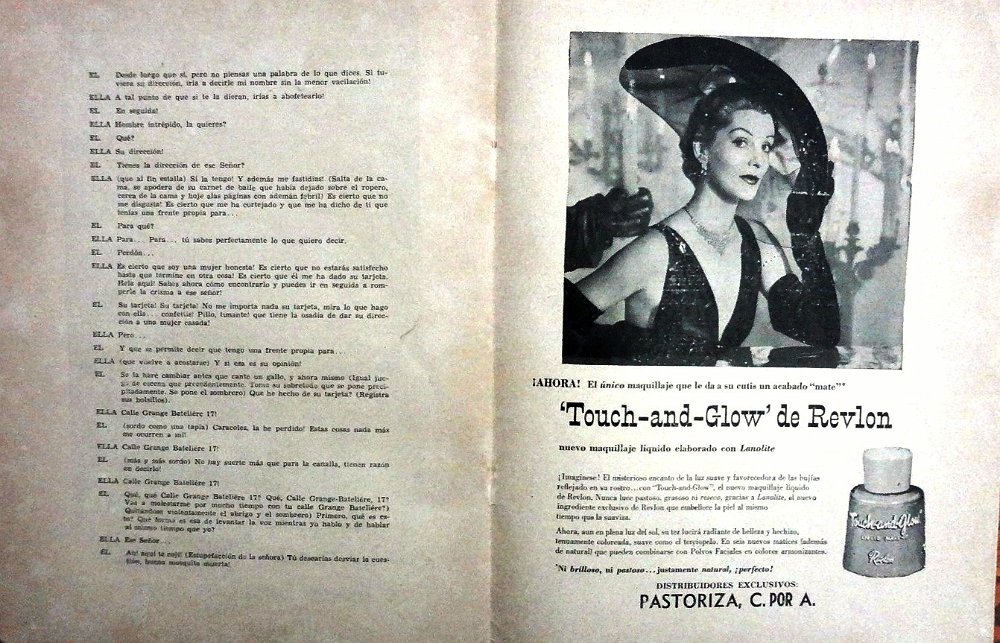 EL Desde luego que sí, pero no piensas una palabra de lo que dices. Si tu-
viera su dirección, iría a decirle mi nombre sin la menor vacilación!
ELLA A tal punto de que si te la dieran, irías a abofetearlo!
EL En seguida!
ELLA Hombre intrépido, la quieres?
EL Qué?
ELLA Su dirección!
EL Tienes la dirección de ese Señor?
ELLA (que al fin estalla) Sí la tengo! Y además me fastidias! (Salta de la ca-
ma, se apodera de su carnet de baile que había dejado sobre el ropero,
cerca de la cama y hoje alas páginas con ademán febril) Es cierto que no
me disgusta! Es cierto que me ha cortejado y que me ha dicho de ti que
tenías una frente propia para...
EL Para qué?
ELLA Para... Para... tú sabes perfectamente lo que quiero decir.
EL Perdón...
ELLA Es cierto que soy una mujer honesta! Es cierto que no estarás satisfecho
hasta que termine en otra cosa! Es cierto que él me ha dado su tarjeta.
Hela aquí! Sabes ahora cómo encontrarlo y puedes ir en seguida a rom-
perle la crisma a ese señor!
EL Su tarjeta! Su tarjeta! No me importa nada su tarjeta, mira lo que hago
con ella... confettis! Pillo, tunante! que tiene la osadía de dar su direc-
ción a una mujer casada!
ELLA Pero...
EL Y que se permite decir que tengo una frente propia para...
ELLA (que vuelve a acostarse) Y si esa es su opinión!
EL Se la haré cambiar antes que cante un gallo, y ahora mismo (Igual jue-
go de escena que precedentemente. Toma su sobretodo que se pone preci-
pitadamente. Se pone el sombrero) Que he hecho de su tarjeta? (Registra
sus bolsillos).
ELLA Calle Grange Bateliére 17!
EL (sordo como una tapia) Caracoles, la he perdido! Estas cosas nada más
me ocurren a mí!
ELLA Calle Grange Bateliére 17!
EL (más y más sordo) No hay suerte más que para la canalla, tienen razón
en decirlo!
ELLA Calle Grange Bateliére 17!
EL Qué, qué Calle Grange Bateliére 17! Qué, Calle Grange-Bateliére, 17?
Vas a molestarme por mucho tiempo con tu calle Grange Bateliére?)
Quitándose violentamente el abrigo y el sombrero) Primero, qué es es-
to? Qué forma es esa de levantar la voz mientras yo hablo y de hablar
al mismo tiempo que yo?
ELLA Ese Señor...
EL Ah! aquí te cojí! (Estupefacción de la señora) Tú desearías desviar la cues-
tión, buena mosquita muerta!
¡AHORA! El único maquillaje que le da a su cutis un acabado "mate"*
'Touch-and-Glow' de Revlon
nuevo maquillaje líquido elaborado con Lanolite
¡Imagínese! El misterioso encanto de la luz suave y favorecedora de las bujías
reflejado en su rostro...con "Touch-and-Glow", el nuevo maquillaje líquido
de Revlon. Nunca luce pastoso, grasoso ni reseco, gracias a Lanolite, el nuevo
ingrediente exclusivo de Revlon que embellece la piel al mismo
tiempo que la suaviza.
Ahora, aun en plena luz del sol, su tez lucirá radiante de belleza y hechizo,
tenuamente coloreada, suave como el terciopelo. En seis nuevos matices (además
de natural) que pueden combinarse con Polvos Faciales en colores armonizantes.
*Ni brilloso, ni pastoso...justamente natural, ¡perfecto!
Touch-and-Glow
Revlon
DISTRIBUIDORES EXCLUSIVOS:
PASTORIZA, C. POR A.